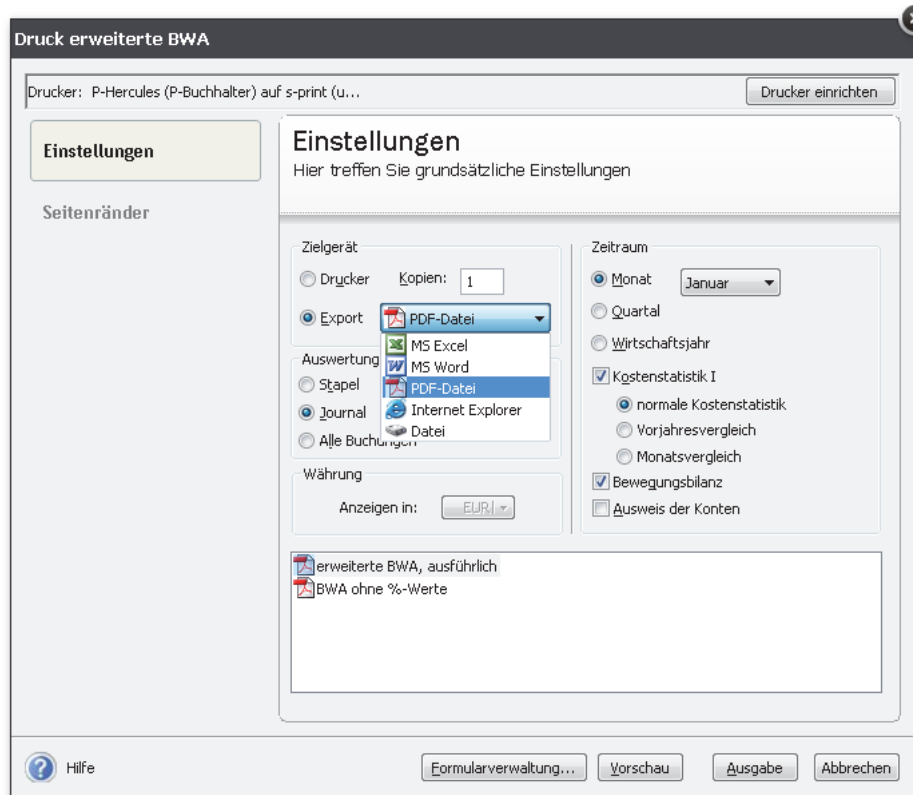 Druck erweiterte BWA
Drucker: P-Hercules (P-Buchhalter) auf s-print (u...
Drucker einrichten
Einstellungen
Seitenränder
Einstellungen
Hier treffen Sie grundsätzliche Einstellungen
Zielgerät
Drucker Kopien: 1
Export PDF-Datei
MS Excel
MS Word
PDF-Datei
Internet Explorer
Datei
Auswertung
Stapel
Journal
Alle Buchungen
Währung
Anzeigen in: EUR
Zeitraum
Monat Januar
Quartal
Wirtschaftsjahr
Kostenstatistik I
normale Kostenstatistik
Vorjahresvergleich
Monatsvergleich
Bewegungsbilanz
Ausweis der Konten
erweiterte BWA, ausführlich
BWA ohne %-Werte
Hilfe
Formularverwaltung...
Vorschau
Ausgabe
Abbrechen